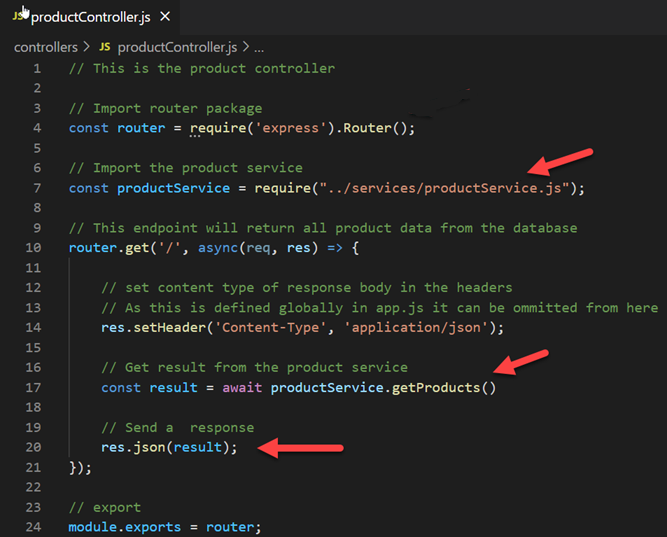 JS productController.js ×
controllers > JS productController.js > ...
1 // This is the product controller
2
3 // Import router package
4 const router = require('express').Router();
5
6 // Import the product service
7 const productService = require("../services/productService.js");
8
9 // This endpoint will return all product data from the database
10 router.get('/', async(req, res) => {
11
12 // set content type of response body in the headers
13 // As this is defined globally in app.js it can be ommitted from here
14 res.setHeader('Content-Type', 'application/json');
15
16 // Get result from the product service
17 const result = await productService.getProducts()
18
19 // Send a  response
20 res.json(result);
21 });
22
23 // export
24 module.exports = router;